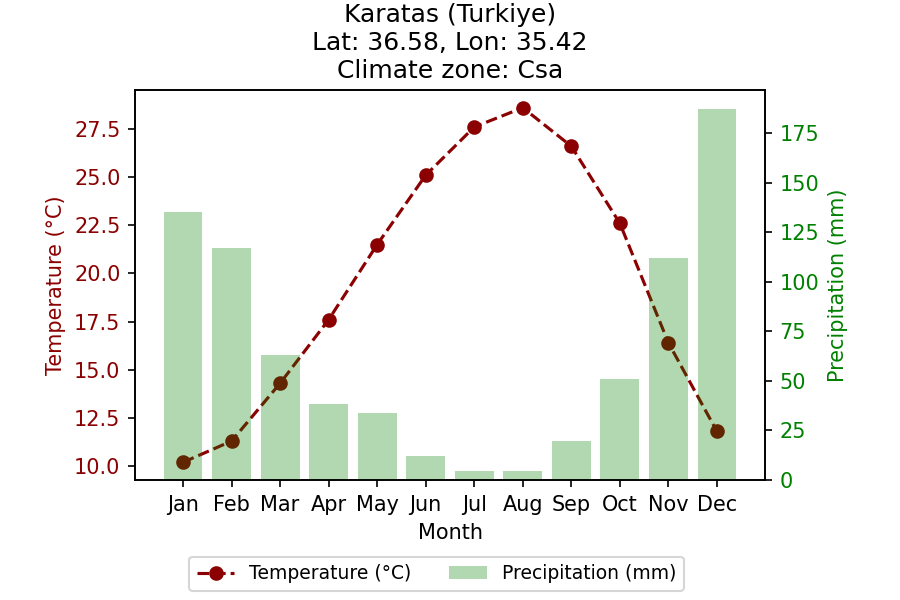 Karatas (Turkiye)
Lat: 36.58, Lon: 35.42
Climate zone: Csa
Temperature (°C)
27.5
25.0
22.5
20.0
17.5
15.0
12.5
10.0
175
150
125
100
75
50
25
0
Precipitation (mm)
Jan Feb Mar Apr May Jun Jul Aug Sep Oct Nov Dec
Month
Temperature (°C) Precipitation (mm)